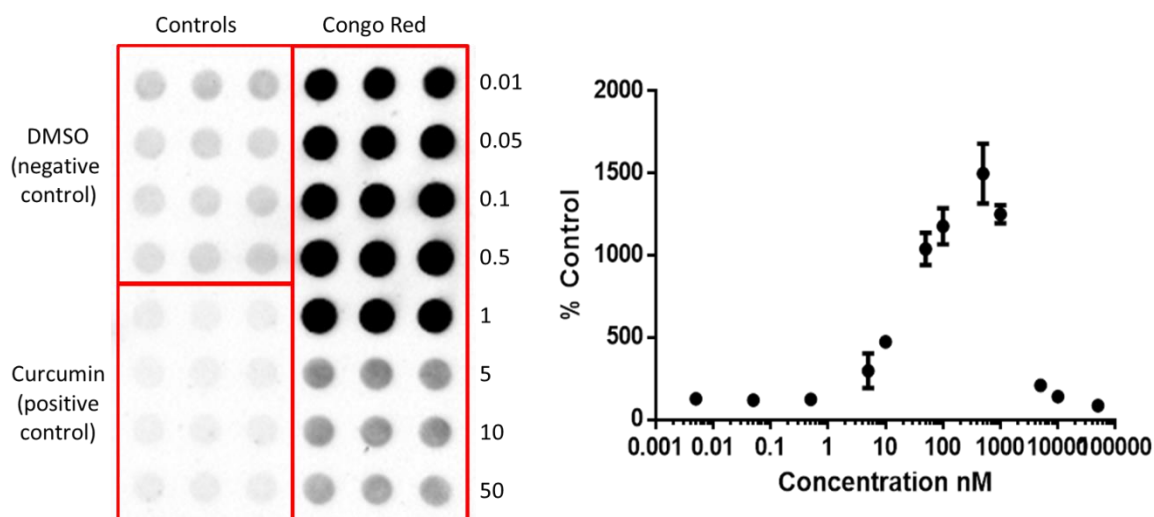 Controls
Congo Red
DMSO
(negative
control)
Curcumin
(positive
control)
0.01
0.05
0.1
0.5
1
5
10
50
% Control
2000
1500
1000
500
0
0.001 0.01 0.1 1 10 100 1000 10000 100000
Concentration nM